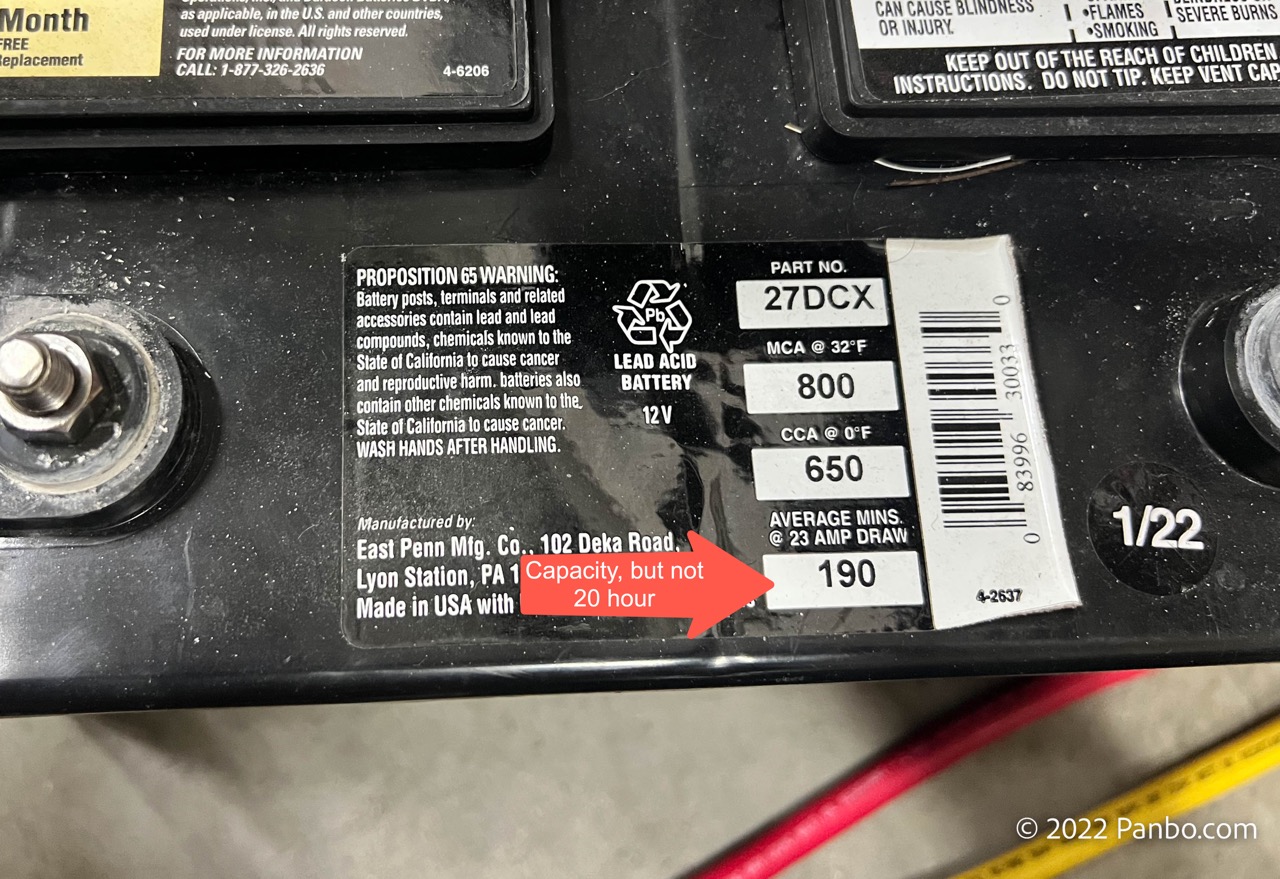 Month
FREE
Replacement
as applicable, in the U.S. and other countries,
used under license. All rights reserved.
FOR MORE INFORMATION
CALL: 1-877-326-2636
4-6206
CAN CAUSE BLINDNESS
OR INJURY.
•FLAMES
•SMOKING
SEVERE BURNS
KEEP OUT OF THE REACH OF CHILDREN
INSTRUCTIONS. DO NOT TIP. KEEP VENT CAP
PROPOSITION 65 WARNING:
Battery posts, terminals and related
accessories contain lead and lead
compounds, chemicals known to the
State of California to cause cancer
and reproductive harm. batteries also
contain other chemicals known to the
State of California to cause cancer.
WASH HANDS AFTER HANDLING.
Manufactured by:
East Penn Mfg. Co., 102 Deka Road,
Lyon Station, PA 1
Made in USA with
Pb
LEAD ACID
BATTERY
12V
PART NO.
27DCX
MCA @ 32°F
800
CCA @ 0°F
650
AVERAGE MINS.
@ 23 AMP DRAW
190
Capacity, but not
20 hour
0 83996 30033 0
4-2637
1/22
© 2022 Panbo.com